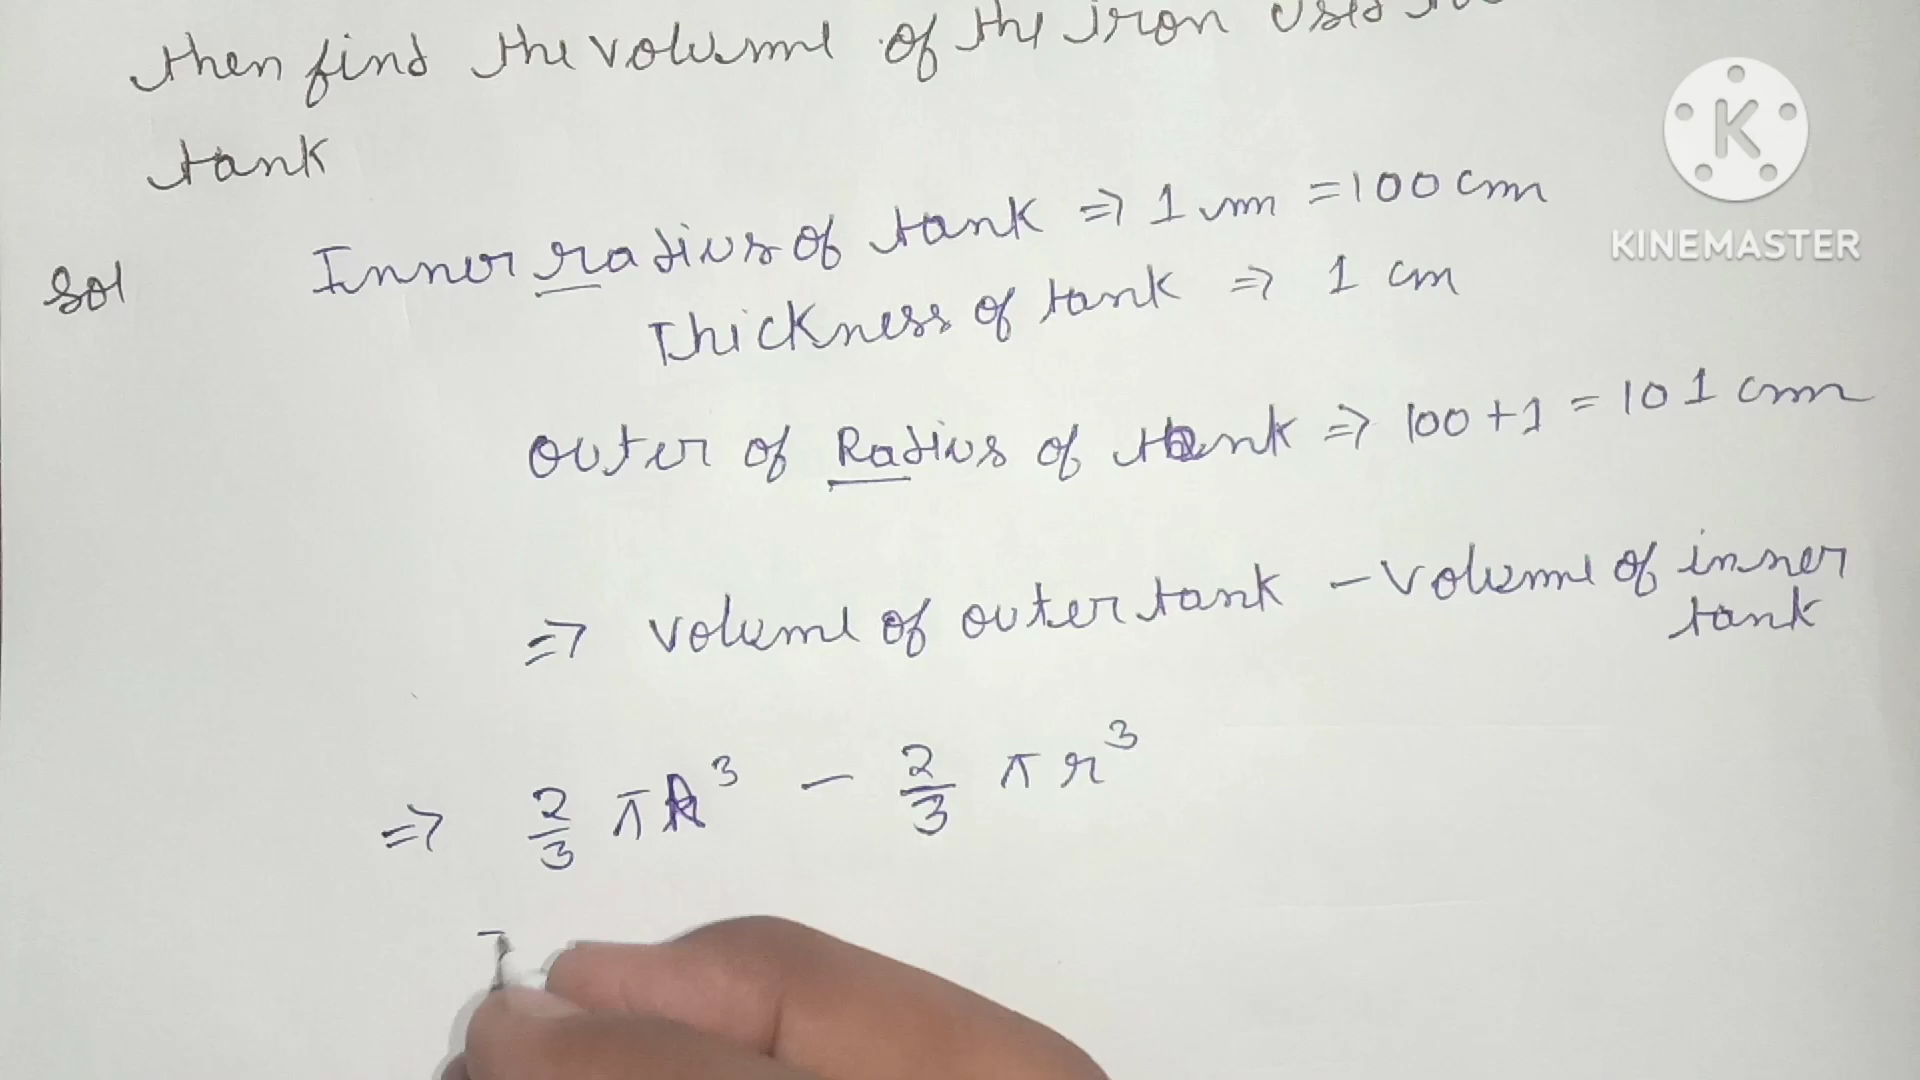 then find the volume of the iron used
tank
Sol Inner radius of tank ⇒ 1 m = 100 cm
Thickness of tank ⇒ 1 cm
outer of Radius of tank ⇒ 100 + 1 = 101 cm
⇒ volume of outer tank – volume of inner
tank
⇒ 2/3 πR³ – 2/3 π r³
K
KINEMASTER